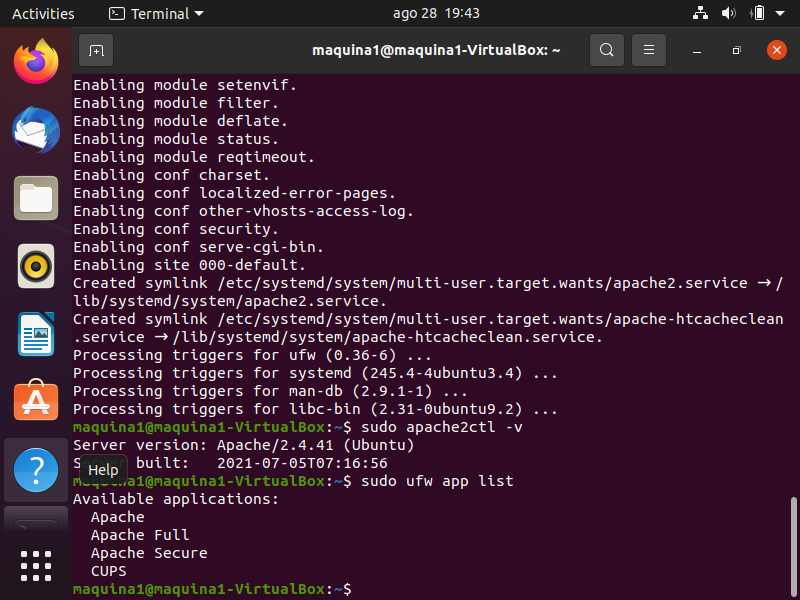 Activities
Terminal
ago 28 19:43
maquina1@maquina1-VirtualBox: ~
Enabling module setenvif.
Enabling module filter.
Enabling module deflate.
Enabling module status.
Enabling module reqtimeout.
Enabling conf charset.
Enabling conf localized-error-pages.
Enabling conf other-vhosts-access-log.
Enabling conf security.
Enabling conf serve-cgi-bin.
Enabling site 000-default.
Created symlink /etc/systemd/system/multi-user.target.wants/apache2.service → /
lib/systemd/system/apache2.service.
Created symlink /etc/systemd/system/multi-user.target.wants/apache-htcacheclean
.service → /lib/systemd/system/apache-htcacheclean.service.
Processing triggers for ufw (0.36-6) ...
Processing triggers for systemd (245.4-4ubuntu3.4) ...
Processing triggers for man-db (2.9.1-1) ...
Processing triggers for libc-bin (2.31-0ubuntu9.2) ...
maquina1@maquina1-VirtualBox:~$ sudo apache2ctl -v
Server version: Apache/2.4.41 (Ubuntu)
built: 2021-07-05T07:16:56
Help
maquina1@maquina1-VirtualBox:~$ sudo ufw app list
Available applications:
Apache
Apache Full
Apache Secure
CUPS
maquina1@maquina1-VirtualBox:~$